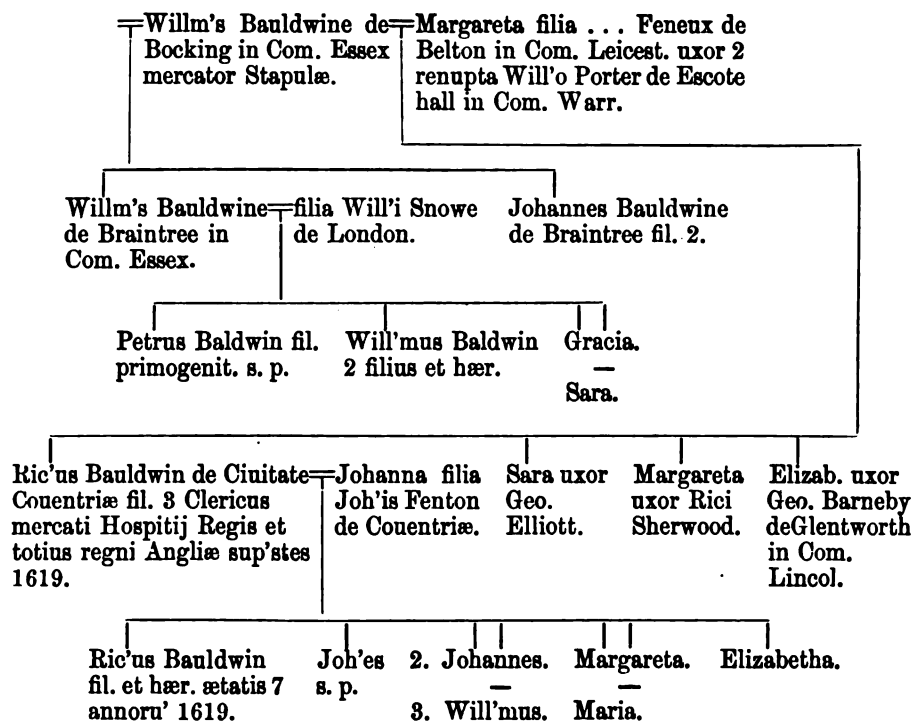 Willm's Bauldwine de
Bocking in Com. Essex
mercator Stapulæ.
Margareta filia ... Feneux de
Belton in Com. Leicest. uxor 2
renupta Will'o Porter de Escote
hall in Com. Warr.
Willm's Bauldwine
de Braintree in
Com. Essex.
filia Will'i Snowe
de London.
Johannes Bauldwine
de Braintree fil. 2.
Petrus Baldwin fil.
primogenit. s. p.
Will'mus Baldwin
2 filius et hær.
Gracia.
—
Sara.
Ric'us Bauldwin de Ciuitate
Couentriæ fil. 3 Clericus
mercati Hospitij Regis et
totius regni Angliæ sup'stes
1619.
Johanna filia
Joh'is Fenton
de Couentriæ.
Sara uxor
Geo.
Elliott.
Margareta
uxor Rici
Sherwood.
Elizab. uxor
Geo. Barneby
deGlentworth
in Com.
Lincol.
Ric'us Bauldwin
fil. et hær. ætatis 7
annoru' 1619.
Joh'es
s. p.
2. Johannes.
—
3. Will'mus.
Margareta.
—
Maria.
Elizabetha.